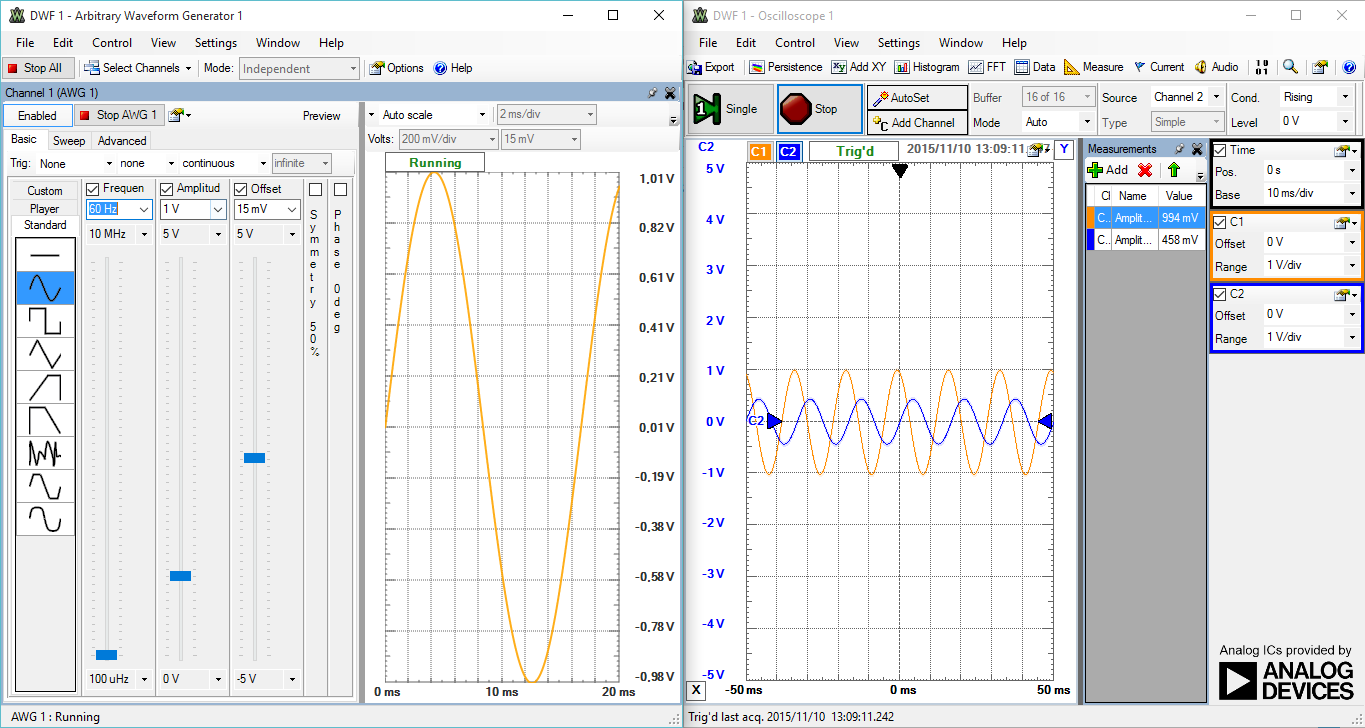 DWF 1 - Arbitrary Waveform Generator 1
File Edit Control View Settings Window Help
Stop All Select Channels Mode: Independent Options Help
Channel 1 (AWG 1)
Enabled Stop AWG 1 Preview
Basic Sweep Advanced
Trig: None none continuous infinite
Custom
Player
Standard
Frequen Amplitud Offset
60 Hz 1 V 15 mV
10 MHz 5 V 5 V
Symmetry 50%
Phase 0deg
100 uHz 0 V -5 V
Auto scale 2 ms/div
Volts: 200 mV/div 15 mV
Running
1,01 V
0,82 V
0,61 V
0,41 V
0,21 V
0,01 V
-0,19 V
-0,38 V
-0,58 V
-0,78 V
-0,98 V
0 ms 10 ms 20 ms
AWG 1 : Running
DWF 1 - Oscilloscope 1
File Edit Control View Settings Window Help
Export Persistence Add XY Histogram FFT Data Measure Current Audio
Single Stop AutoSet Buffer 16 of 16 Source Channel 2 Cond. Rising
Add Channel Mode Auto Type Simple Level 0 V
C2 C1 C2 Trig'd 2015/11/10 13:09:11. Y
5 V
4 V
3 V
2 V
1 V
0 V C2
-1 V
-2 V
-3 V
-4 V
-5 V
X -50 ms 0 ms 50 ms
Measurements
Add
Cl Name Value
C.. Amplit... 994 mV
C.. Amplit... 458 mV
Time
Pos. 0 s
Base 10 ms/div
C1
Offset 0 V
Range 1 V/div
C2
Offset 0 V
Range 1 V/div
Analog ICs provided by
ANALOG
DEVICES
Trig'd last acq. 2015/11/10 13:09:11.242